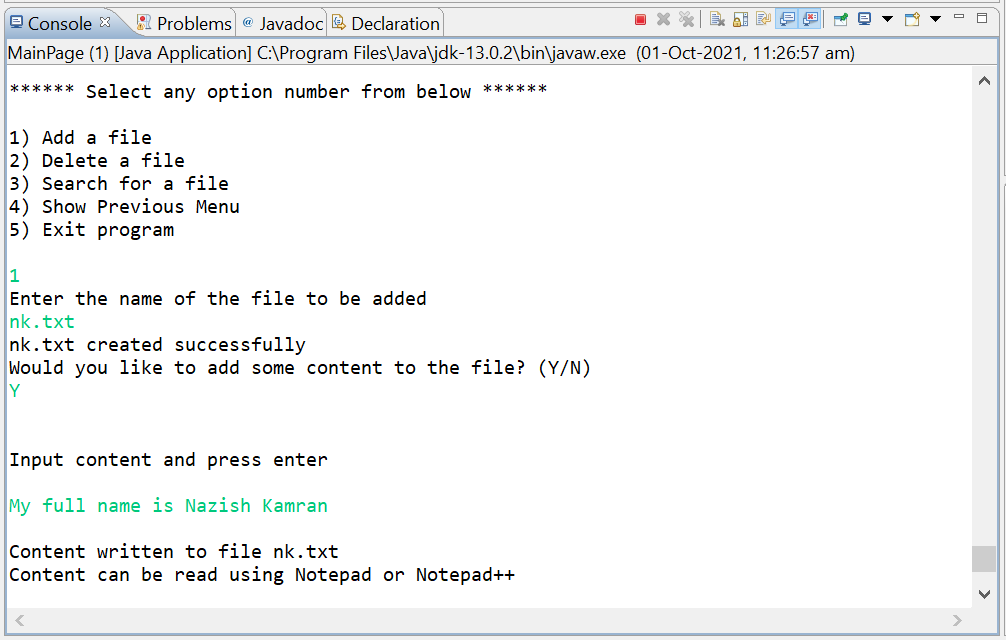 Console Problems @ Javadoc Declaration
MainPage (1) [Java Application] C:\Program Files\Java\jdk-13.0.2\bin\javaw.exe (01-Oct-2021, 11:26:57 am)
****** Select any option number from below ******
1) Add a file
2) Delete a file
3) Search for a file
4) Show Previous Menu
5) Exit program
1
Enter the name of the file to be added
nk.txt
nk.txt created successfully
Would you like to add some content to the file? (Y/N)
Y
Input content and press enter
My full name is Nazish Kamran
Content written to file nk.txt
Content can be read using Notepad or Notepad++